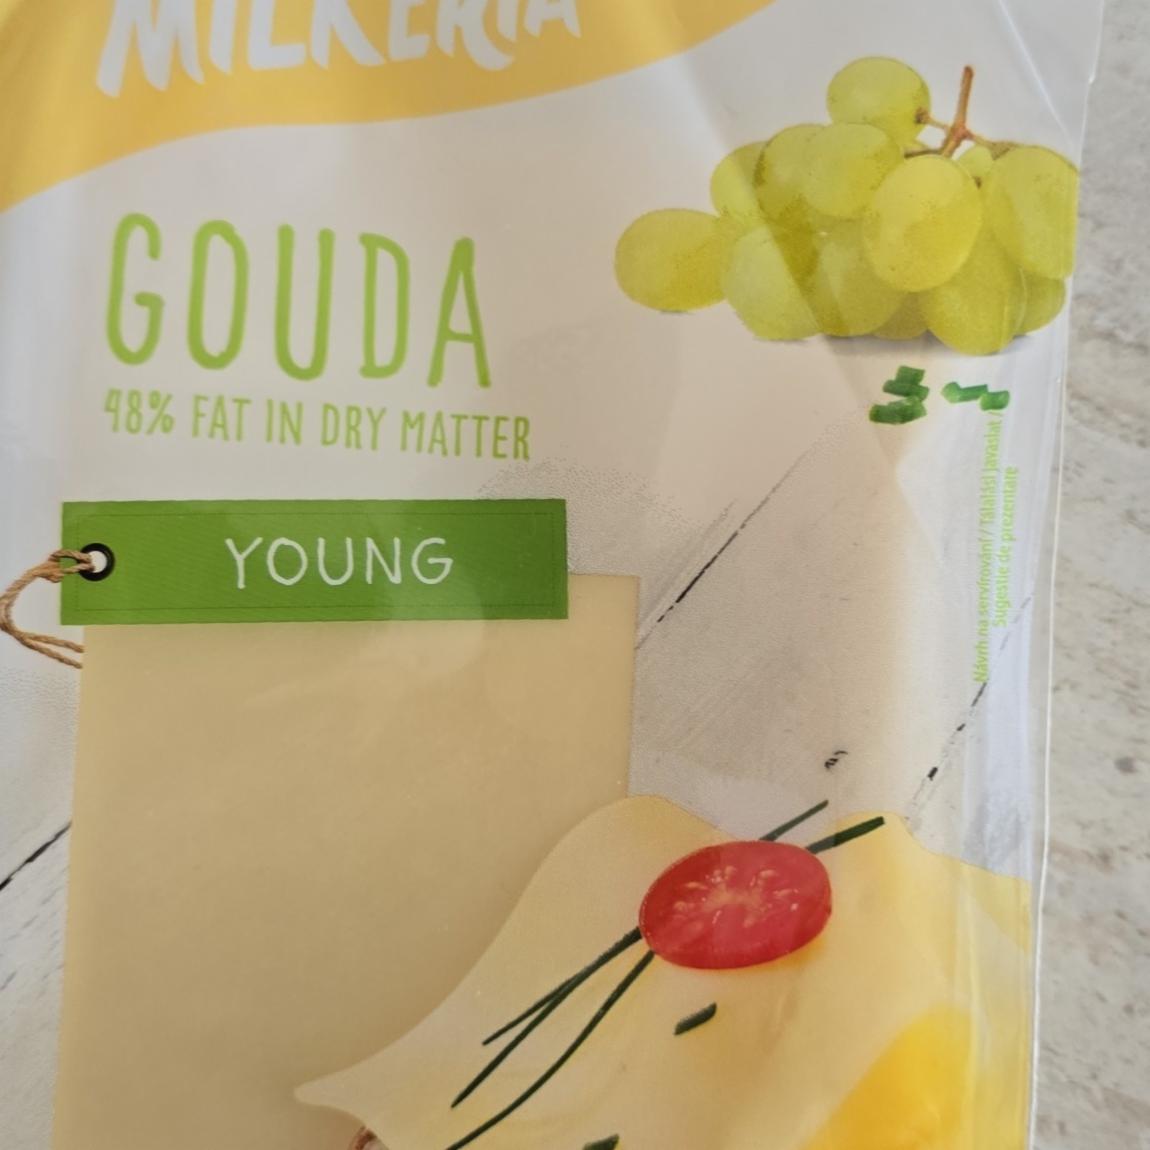 MILKERIA
GOUDA
48% FAT IN DRY MATTER
YOUNG
Návrh na servírování / Tálalási javaslat /
Sugestie de prezentare